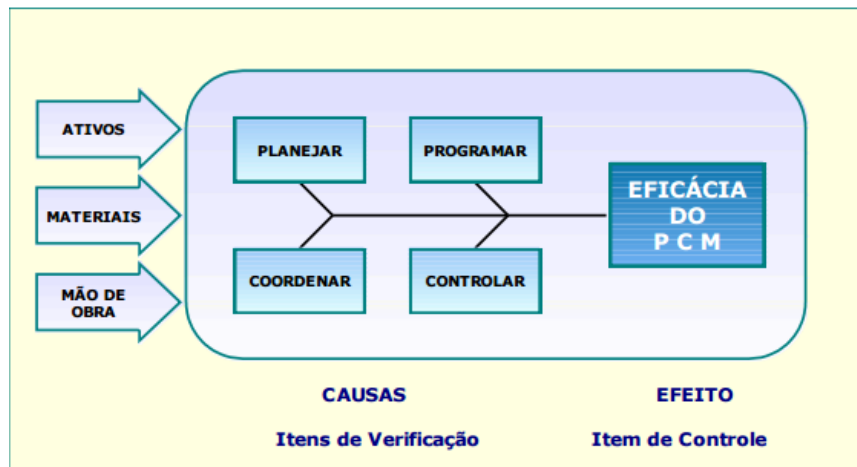 ATIVOS
MATERIAIS
MÃO DE
OBRA
PLANEJAR
PROGRAMAR
COORDENAR
CONTROLAR
EFICÁCIA
DO
P C M
CAUSAS
EFEITO
Itens de Verificação
Item de Controle